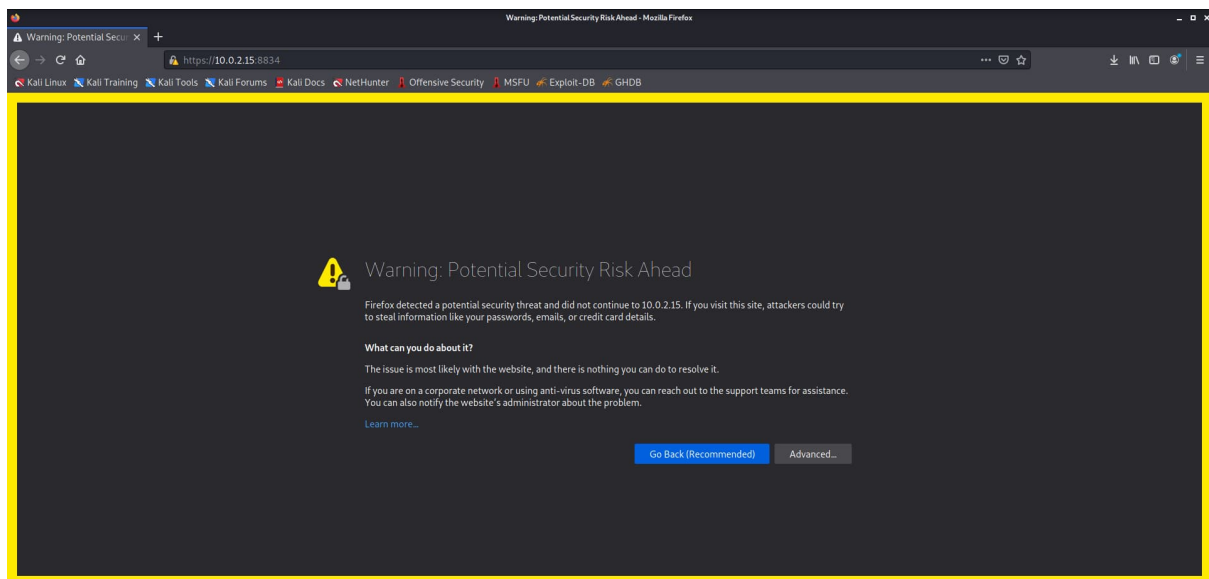 Warning: Potential Security Risk Ahead - Mozilla Firefox
Warning: Potential Secur
https://10.0.2.15:8834
Kali Linux Kali Training Kali Tools Kali Forums Kali Docs NetHunter Offensive Security MSFU Exploit-DB GHDB
Warning: Potential Security Risk Ahead
Firefox detected a potential security threat and did not continue to 10.0.2.15. If you visit this site, attackers could try
to steal information like your passwords, emails, or credit card details.
What can you do about it?
The issue is most likely with the website, and there is nothing you can do to resolve it.
If you are on a corporate network or using anti-virus software, you can reach out to the support teams for assistance.
You can also notify the website's administrator about the problem.
Learn more...
Go Back (Recommended) Advanced...